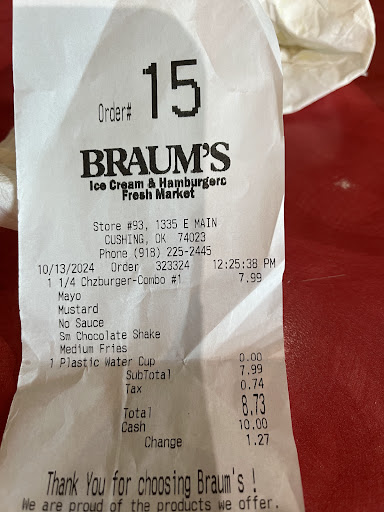 Order# 15
BRAUM'S
Ice Cream & Hamburgers
Fresh Market
Store #93, 1335 E MAIN
CUSHING, OK 74023
Phone (918) 225-2445
10/13/2024 Order 323324 12:25:38 PM
1 1/4 Chzburger-Combo #1 7.99
Mayo
Mustard
No Sauce
Sm Chocolate Shake
Medium Fries
1 Plastic Water Cup 0.00
SubTotal 7.99
Tax 0.74
Total 8.73
Cash 10.00
Change 1.27
Thank You for choosing Braum's !
We are proud of the products we offer.